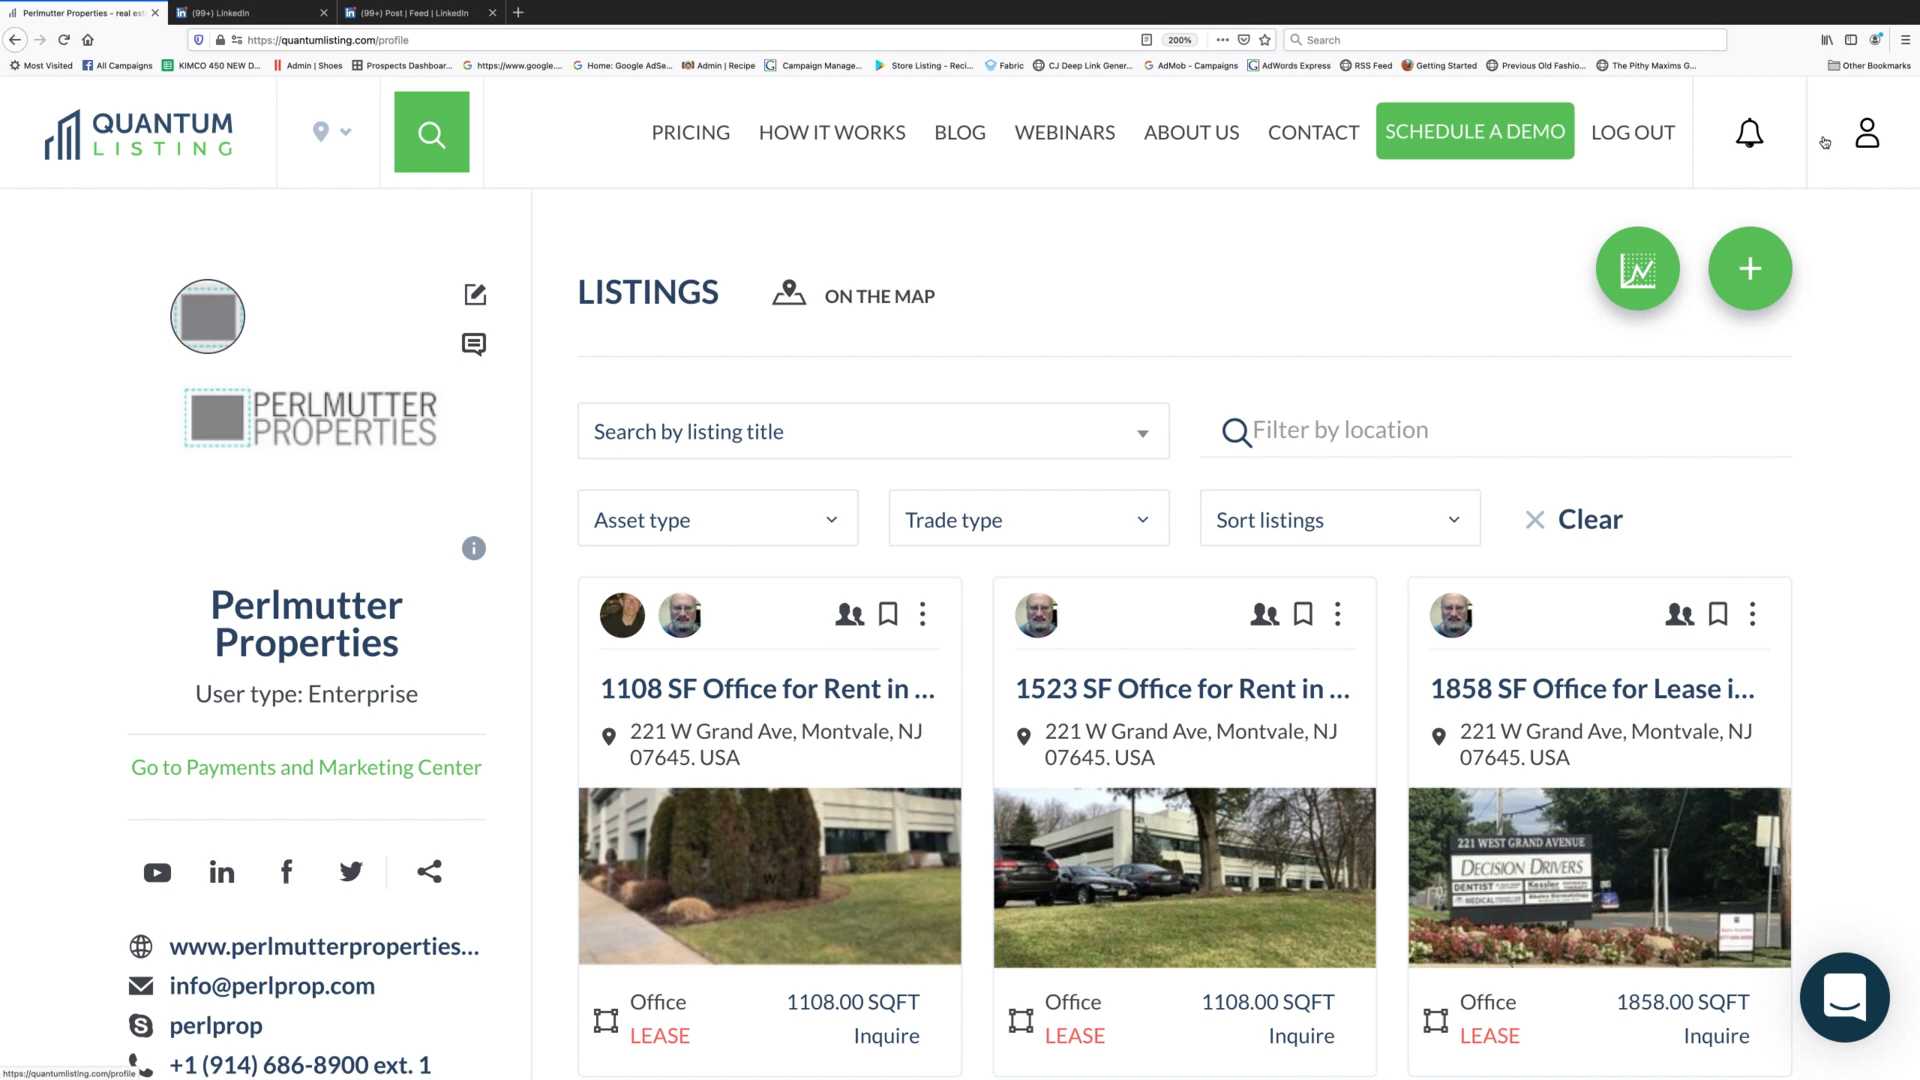 Perlmutter Properties - real est
(99+) LinkedIn
(99+) Post | Feed | LinkedIn
https://quantumlisting.com/profile
200%
Search
Most Visited
All Campaigns
KIMCO 450 NEW D...
Admin | Shoes
Prospects Dashboar...
https://www.google....
Home: Google AdSe...
Admin | Recipe
Campaign Manage...
Store Listing - Reci...
Fabric
CJ Deep Link Gener...
AdMob - Campaigns
AdWords Express
RSS Feed
Getting Started
Previous Old Fashio...
The Pithy Maxims G...
Other Bookmarks
QUANTUM
LISTING
PRICING
HOW IT WORKS
BLOG
WEBINARS
ABOUT US
CONTACT
SCHEDULE A DEMO
LOG OUT
PERLMUTTER
PROPERTIES
Perlmutter
Properties
User type: Enterprise
Go to Payments and Marketing Center
www.perlmutterproperties...
info@perlprop.com
perlprop
+1 (914) 686-8900 ext. 1
https://quantumlisting.com/profile
LISTINGS
ON THE MAP
Search by listing title
Filter by location
Asset type
Trade type
Sort listings
Clear
1108 SF Office for Rent in ...
221 W Grand Ave, Montvale, NJ
07645. USA
Office
1108.00 SQFT
LEASE
Inquire
1523 SF Office for Rent in ...
221 W Grand Ave, Montvale, NJ
07645. USA
Office
1108.00 SQFT
LEASE
Inquire
1858 SF Office for Lease i...
221 W Grand Ave, Montvale, NJ
07645. USA
221 WEST GRAND AVENUE
DECISION DRIVERS
DENTIST
Kessler
MEDICAL
Office
1858.00 SQFT
LEASE
Inquire